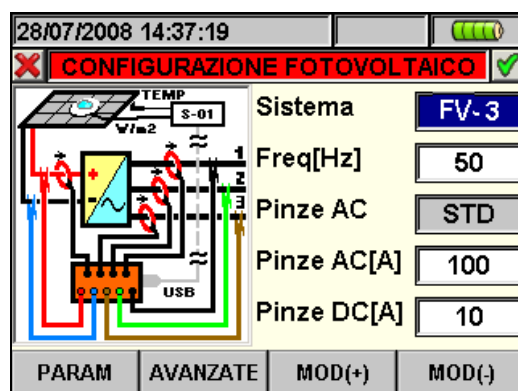 28/07/2008 14:37:19
CONFIGURAZIONE FOTOVOLTAICO
TEMP
S-01
W/m2
1
2
3
USB
Sistema FV-3
Freq[Hz] 50
Pinze AC STD
Pinze AC[A] 100
Pinze DC[A] 10
PARAM AVANZATE MOD(+) MOD(-)